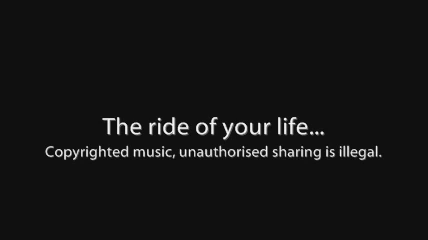 The ride of your life...
Copyrighted music, unauthorised sharing is illegal.